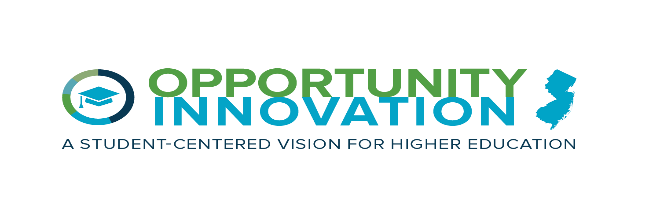 OPPORTUNITY
INNOVATION
A STUDENT-CENTERED VISION FOR HIGHER EDUCATION